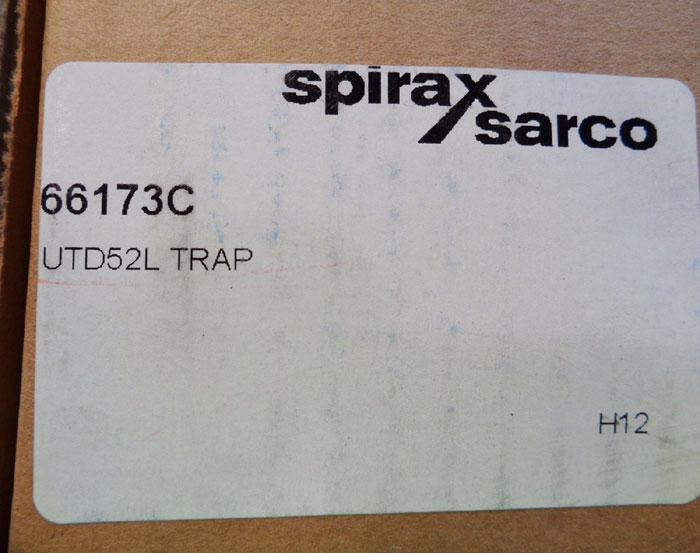 spirax
sarco
66173C
UTD52L TRAP
H12